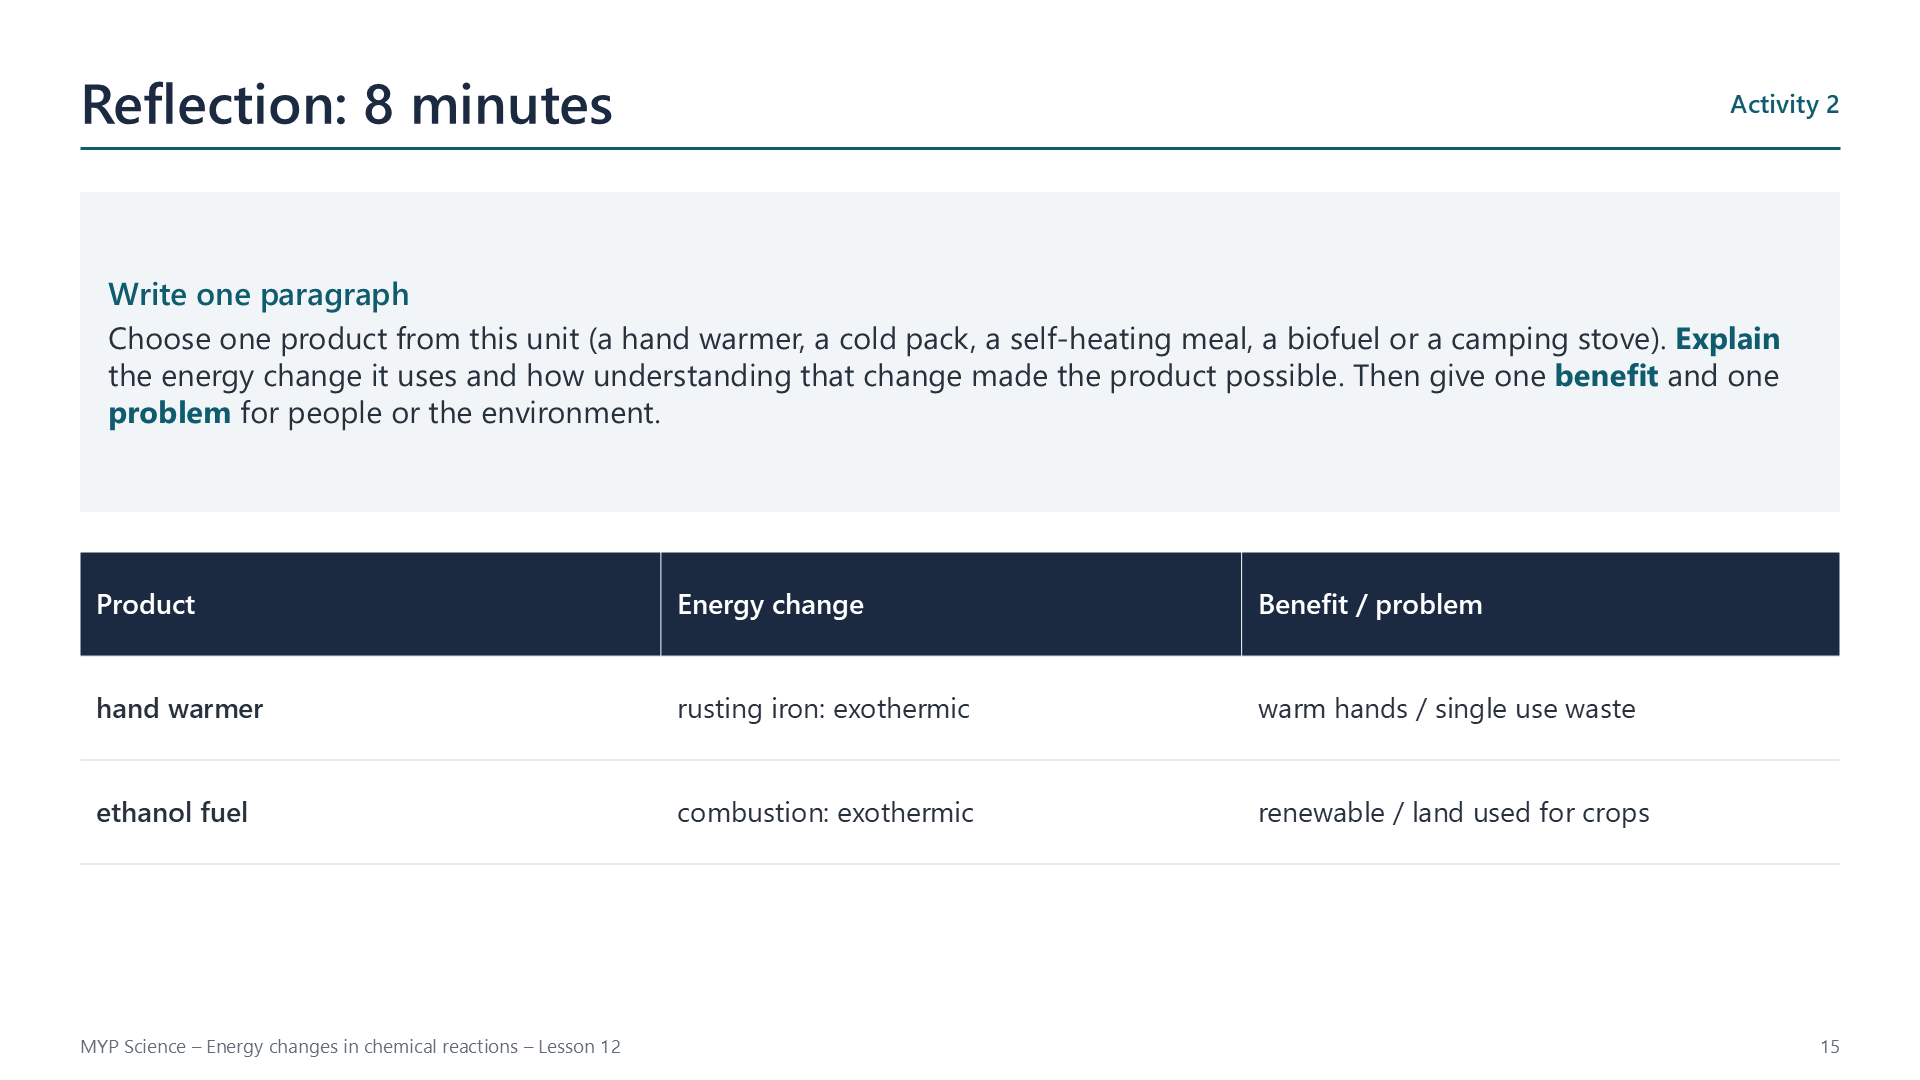 Reflection: 8 minutes
Activity 2
Write one paragraph
Choose one product from this unit (a hand warmer, a cold pack, a self-heating meal, a biofuel or a camping stove). Explain
the energy change it uses and how understanding that change made the product possible. Then give one benefit and one
problem for people or the environment.
Product
Energy change
Benefit / problem
hand warmer
rusting iron: exothermic
warm hands / single use waste
ethanol fuel
combustion: exothermic
renewable / land used for crops
MYP Science – Energy changes in chemical reactions – Lesson 12
15